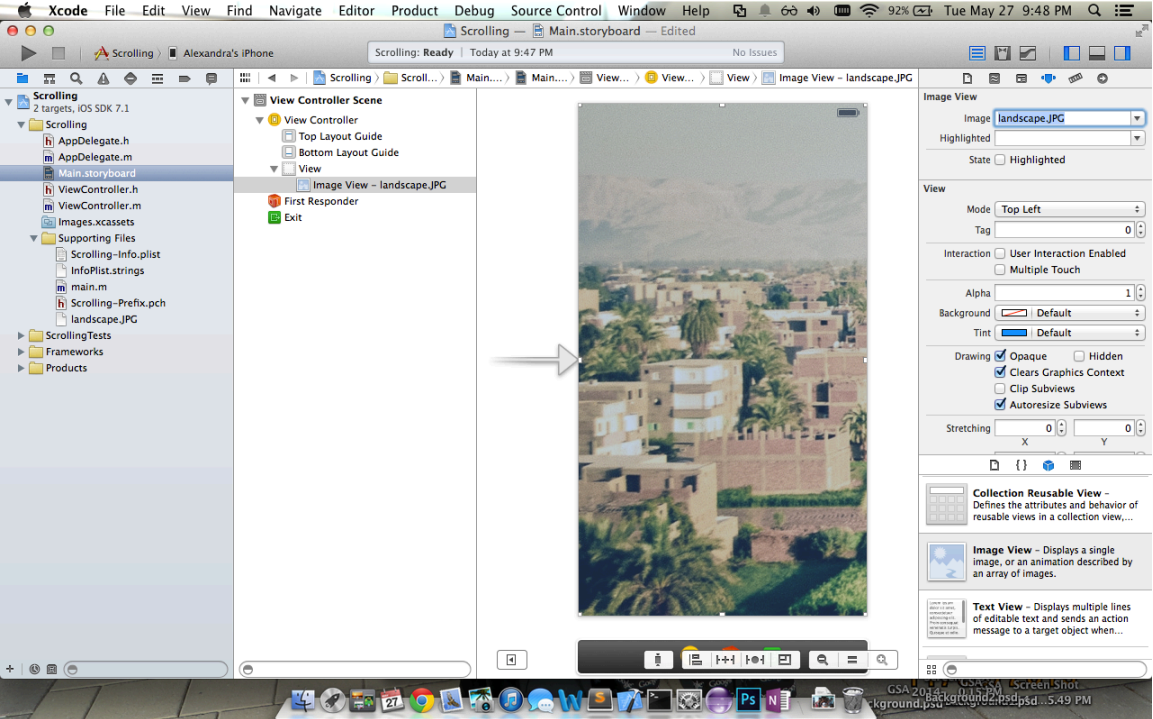 Xcode File Edit View Find Navigate Editor Product Debug Source Control Window Help 92% Tue May 27 9:48 PM
Scrolling — Main.storyboard — Edited
Scrolling Alexandra's iPhone
Scrolling: Ready Today at 9:47 PM No Issues
Scrolling Scroll... Main.... Main.... View... View... View Image View - landscape.JPG
Scrolling
2 targets, iOS SDK 7.1
Scrolling
AppDelegate.h
AppDelegate.m
Main.storyboard
ViewController.h
ViewController.m
Images.xcassets
Supporting Files
Scrolling-Info.plist
InfoPlist.strings
main.m
Scrolling-Prefix.pch
landscape.JPG
ScrollingTests
Frameworks
Products
View Controller Scene
View Controller
Top Layout Guide
Bottom Layout Guide
View
Image View - landscape.JPG
First Responder
Exit
Image View
Image landscape.JPG
Highlighted
State Highlighted
View
Mode Top Left
Tag 0
Interaction User Interaction Enabled
Multiple Touch
Alpha 1
Background Default
Tint Default
Drawing Opaque Hidden
Clears Graphics Context
Clip Subviews
Autoresize Subviews
Stretching 0 0
X Y
Collection Reusable View -
Defines the attributes and behavior of
reusable views in a collection view,...
Image View - Displays a single
image, or an animation described by
an array of images.
Text View - Displays multiple lines
of editable text and sends an action
message to a target object when...